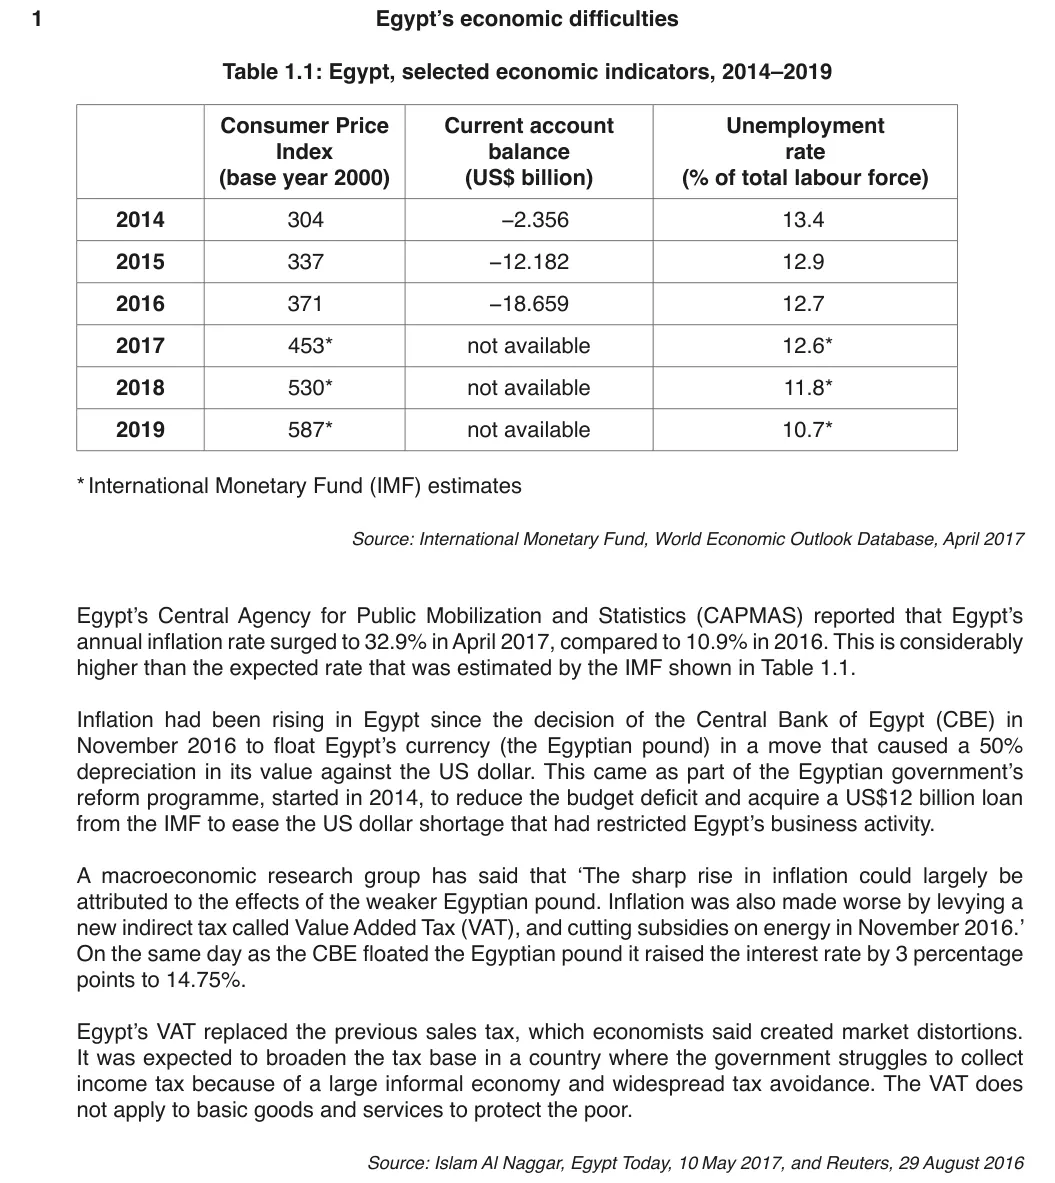 1 Egypt’s economic difficulties
Table 1.1: Egypt, selected economic indicators, 2014–2019
Consumer Price Index (base year 2000) Current account balance (US$ billion) Unemployment rate (% of total labour force)
2014 304 –2.356 13.4
2015 337 –12.182 12.9
2016 371 –18.659 12.7
2017 453* not available 12.6*
2018 530* not available 11.8*
2019 587* not available 10.7*
* International Monetary Fund (IMF) estimates
Source: International Monetary Fund, World Economic Outlook Database, April 2017
Egypt’s Central Agency for Public Mobilization and Statistics (CAPMAS) reported that Egypt’s
annual inflation rate surged to 32.9% in April 2017, compared to 10.9% in 2016. This is considerably
higher than the expected rate that was estimated by the IMF shown in Table 1.1.
Inflation had been rising in Egypt since the decision of the Central Bank of Egypt (CBE) in
November 2016 to float Egypt’s currency (the Egyptian pound) in a move that caused a 50%
depreciation in its value against the US dollar. This came as part of the Egyptian government’s
reform programme, started in 2014, to reduce the budget deficit and acquire a US$12 billion loan
from the IMF to ease the US dollar shortage that had restricted Egypt’s business activity.
A macroeconomic research group has said that ‘The sharp rise in inflation could largely be
attributed to the effects of the weaker Egyptian pound. Inflation was also made worse by levying a
new indirect tax called Value Added Tax (VAT), and cutting subsidies on energy in November 2016.’
On the same day as the CBE floated the Egyptian pound it raised the interest rate by 3 percentage
points to 14.75%.
Egypt’s VAT replaced the previous sales tax, which economists said created market distortions.
It was expected to broaden the tax base in a country where the government struggles to collect
income tax because of a large informal economy and widespread tax avoidance. The VAT does
not apply to basic goods and services to protect the poor.
Source: Islam Al Naggar, Egypt Today, 10 May 2017, and Reuters, 29 August 2016